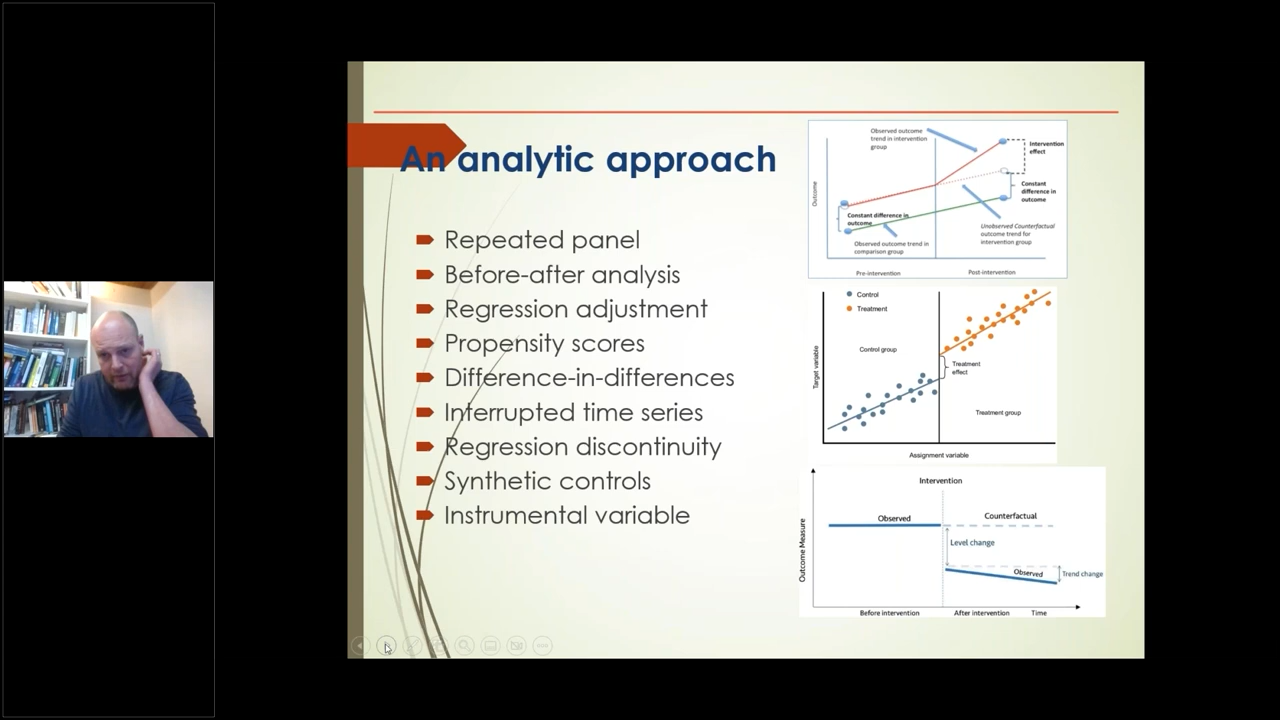 An analytic approach
Repeated panel
Before-after analysis
Regression adjustment
Propensity scores
Difference-in-differences
Interrupted time series
Regression discontinuity
Synthetic controls
Instrumental variable
Observed outcome
trend in intervention
group
Intervention
effect
Constant
difference in
outcome
Outcome
Constant difference in
outcome
Unobserved Counterfactual
outcome trend for
intervention group
Observed outcome trend in
comparison group
Pre-intervention
Post-intervention
Control
Treatment
Control group
Treatment
effect
Target variable
Treatment group
Assignment variable
Intervention
Observed
Counterfactual
Level change
Outcome Measure
Observed
Trend change
Before intervention
After intervention
Time